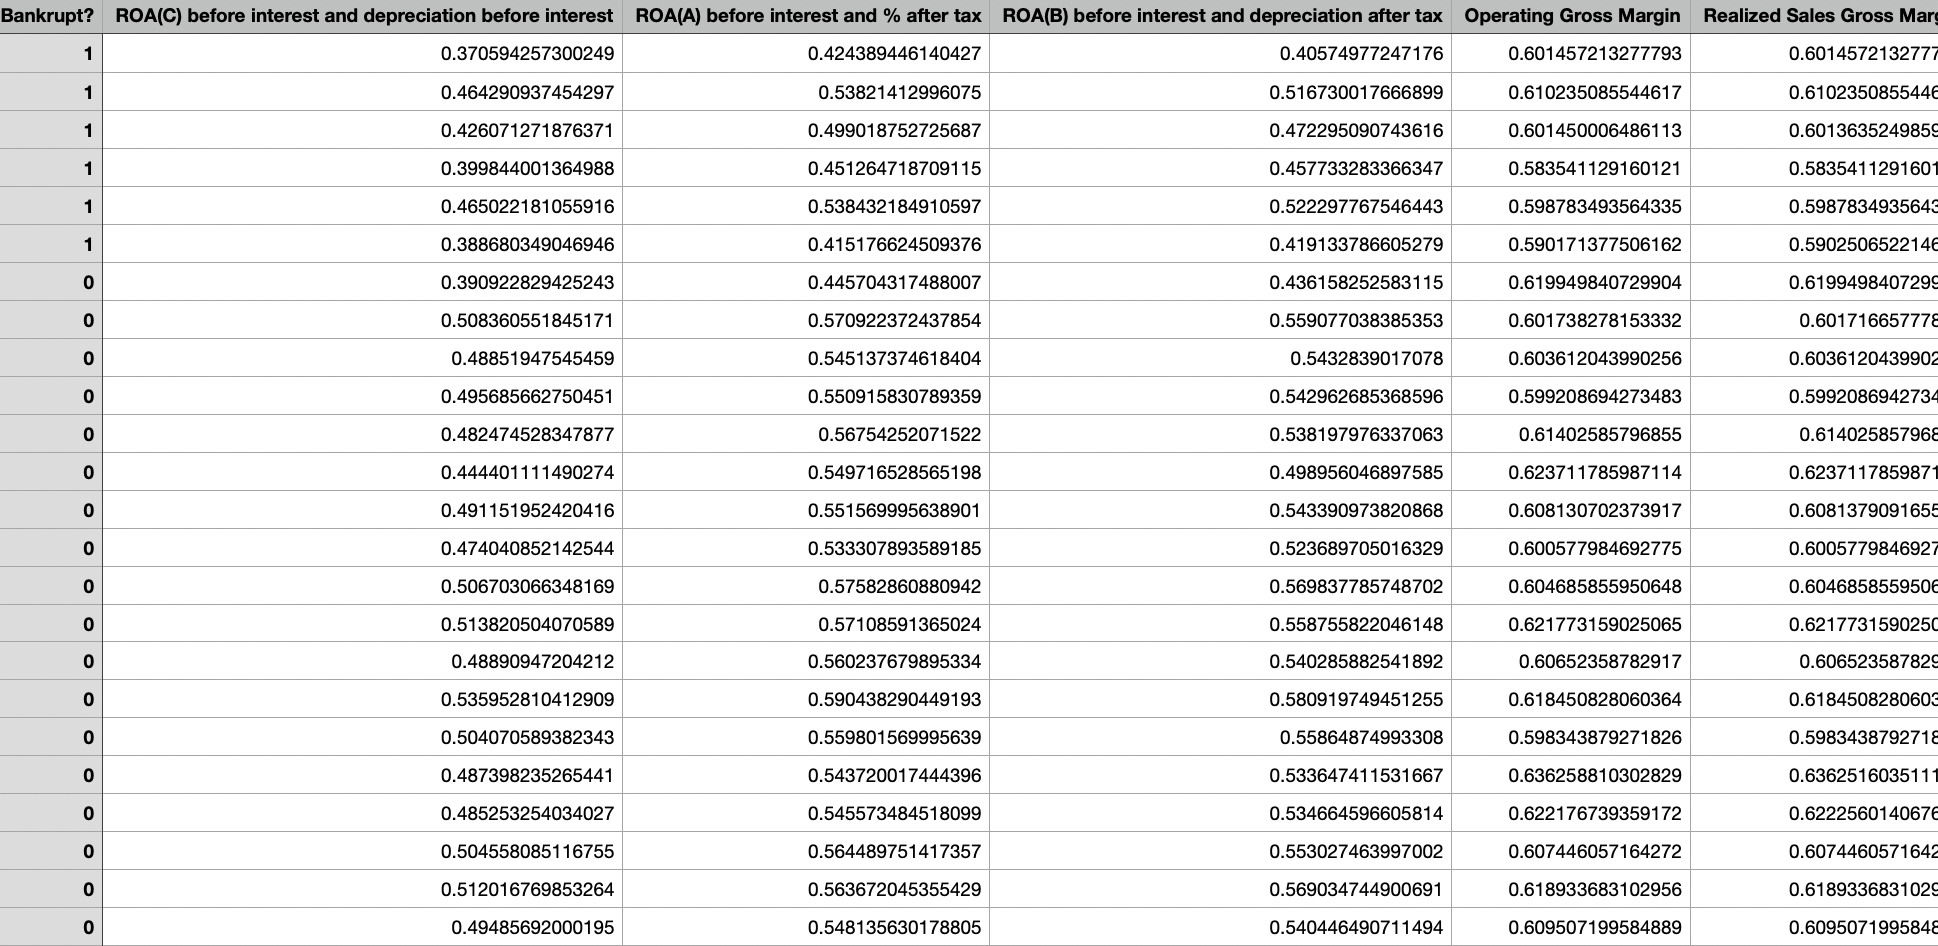 Bankrupt? ROA(C) before interest and depreciation before interest ROA(A) before interest and % after tax ROA(B) before interest and depreciation after tax Operating Gross Margin Realized Sales Gross Marg
1 0.370594257300249 0.424389446140427 0.40574977247176 0.601457213277793 0.6014572132777
1 0.464290937454297 0.53821412996075 0.516730017666899 0.610235085544617 0.6102350855446
1 0.426071271876371 0.499018752725687 0.472295090743616 0.601450006486113 0.6013635249859
1 0.399844001364988 0.451264718709115 0.457733283366347 0.583541129160121 0.5835411291601
1 0.465022181055916 0.538432184910597 0.522297767546443 0.598783493564335 0.5987834935643
1 0.388680349046946 0.415176624509376 0.419133786605279 0.590171377506162 0.5902506522146
0 0.390922829425243 0.445704317488007 0.436158252583115 0.619949840729904 0.6199498407299
0 0.508360551845171 0.570922372437854 0.559077038385353 0.601738278153332 0.601716657778
0 0.48851947545459 0.545137374618404 0.5432839017078 0.603612043990256 0.6036120439902
0 0.495685662750451 0.550915830789359 0.542962685368596 0.599208694273483 0.5992086942734
0 0.482474528347877 0.56754252071522 0.538197976337063 0.61402585796855 0.614025857968
0 0.444401111490274 0.549716528565198 0.498956046897585 0.623711785987114 0.6237117859871
0 0.491151952420416 0.551569995638901 0.543390973820868 0.608130702373917 0.6081379091655
0 0.474040852142544 0.533307893589185 0.523689705016329 0.600577984692775 0.6005779846927
0 0.506703066348169 0.57582860880942 0.569837785748702 0.604685855950648 0.6046858559506
0 0.513820504070589 0.57108591365024 0.558755822046148 0.621773159025065 0.6217731590250
0 0.48890947204212 0.560237679895334 0.540285882541892 0.60652358782917 0.606523587829
0 0.535952810412909 0.590438290449193 0.580919749451255 0.618450828060364 0.6184508280603
0 0.504070589382343 0.559801569995639 0.55864874993308 0.598343879271826 0.5983438792718
0 0.487398235265441 0.543720017444396 0.533647411531667 0.636258810302829 0.6362516035111
0 0.485253254034027 0.545573484518099 0.534664596605814 0.622176739359172 0.6222560140676
0 0.504558085116755 0.564489751417357 0.553027463997002 0.607446057164272 0.6074460571642
0 0.512016769853264 0.563672045355429 0.569034744900691 0.618933683102956 0.6189336831029
0 0.49485692000195 0.548135630178805 0.540446490711494 0.609507199584889 0.6095071995848